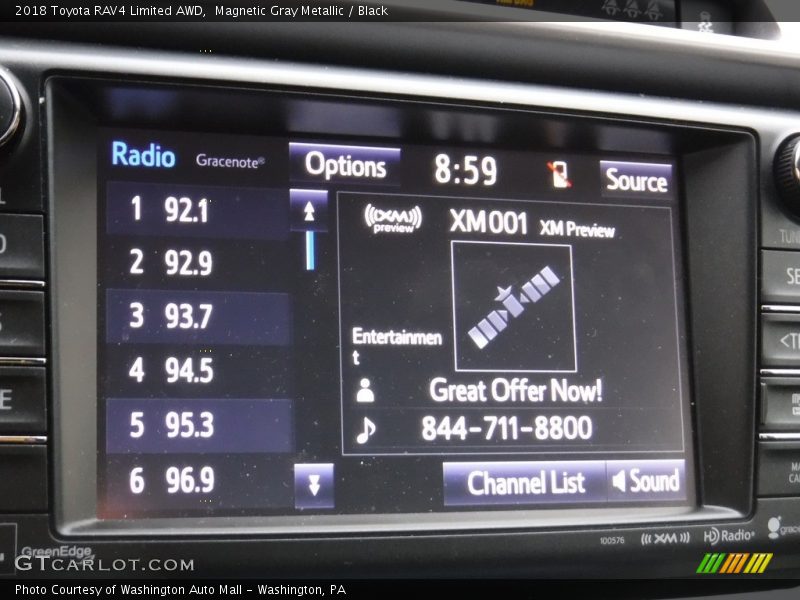 2018 Toyota RAV4 Limited AWD,  Magnetic Gray Metallic / Black
Radio Gracenote® Options 8:59 Source
1 92.1
2 92.9
3 93.7
4 94.5
5 95.3
6 96.9
((XM)) preview XM001 XM Preview
Entertainmen
t
Great Offer Now!
844-711-8800
Channel List Sound
100576 ((XM)) HD Radio®
GreenEdge
GTcarlot.com
Photo Courtesy of Washington Auto Mall - Washington, PA